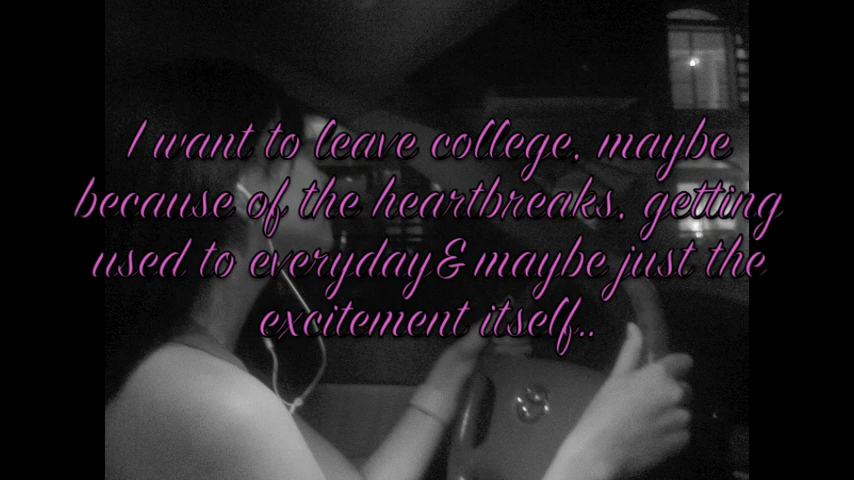 I want to leave college, maybe
because of the heartbreaks, getting
used to everyday & maybe just the
excitement itself..